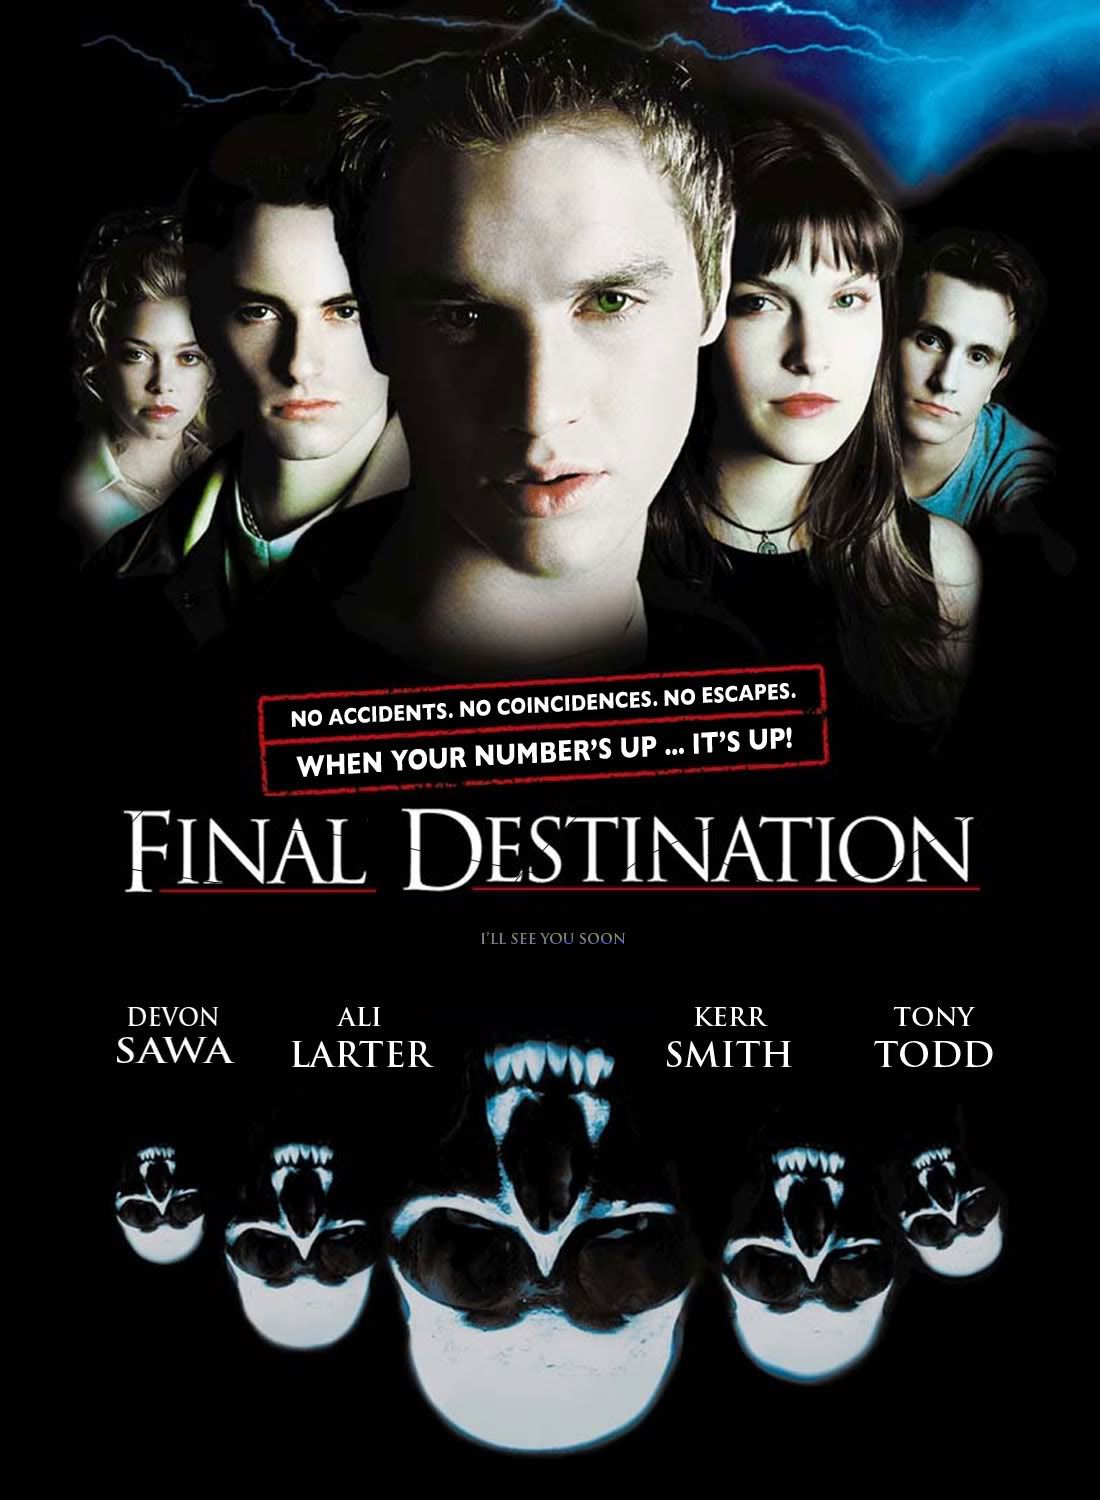 NO ACCIDENTS. NO COINCIDENCES. NO ESCAPES.
WHEN YOUR NUMBER'S UP ... IT'S UP!
FINAL DESTINATION
I'LL SEE YOU SOON
DEVON SAWA
ALI LARTER
KERR SMITH
TONY TODD